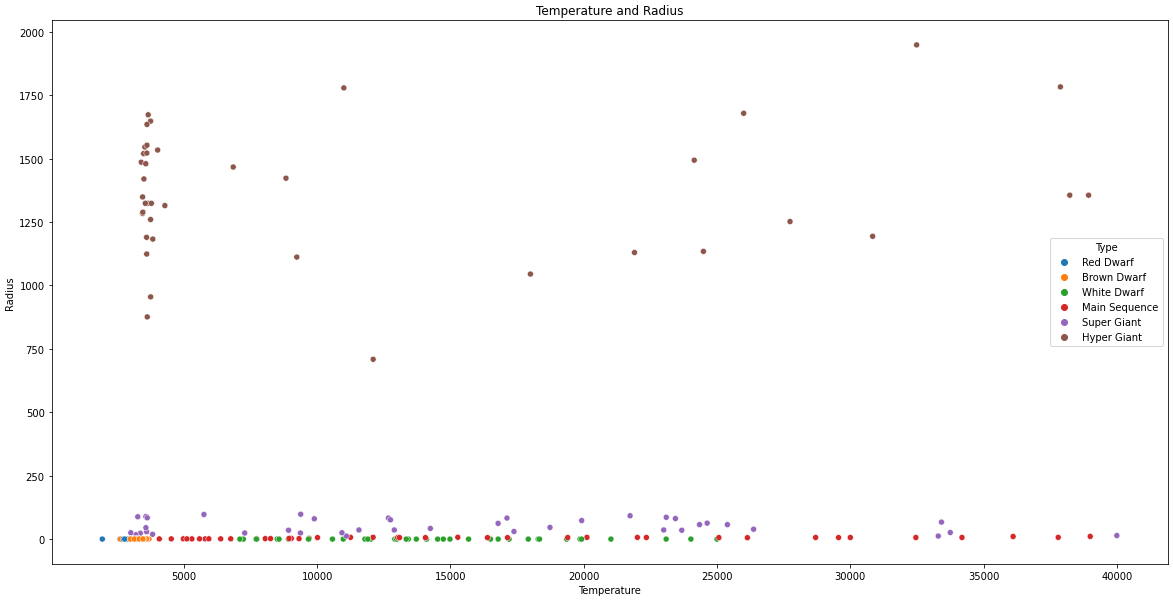 Temperature and Radius
2000
1750
1500
1250
1000
750
500
250
0
Radius
5000 10000 15000 20000 25000 30000 35000 40000
Temperature
Type
Red Dwarf
Brown Dwarf
White Dwarf
Main Sequence
Super Giant
Hyper Giant